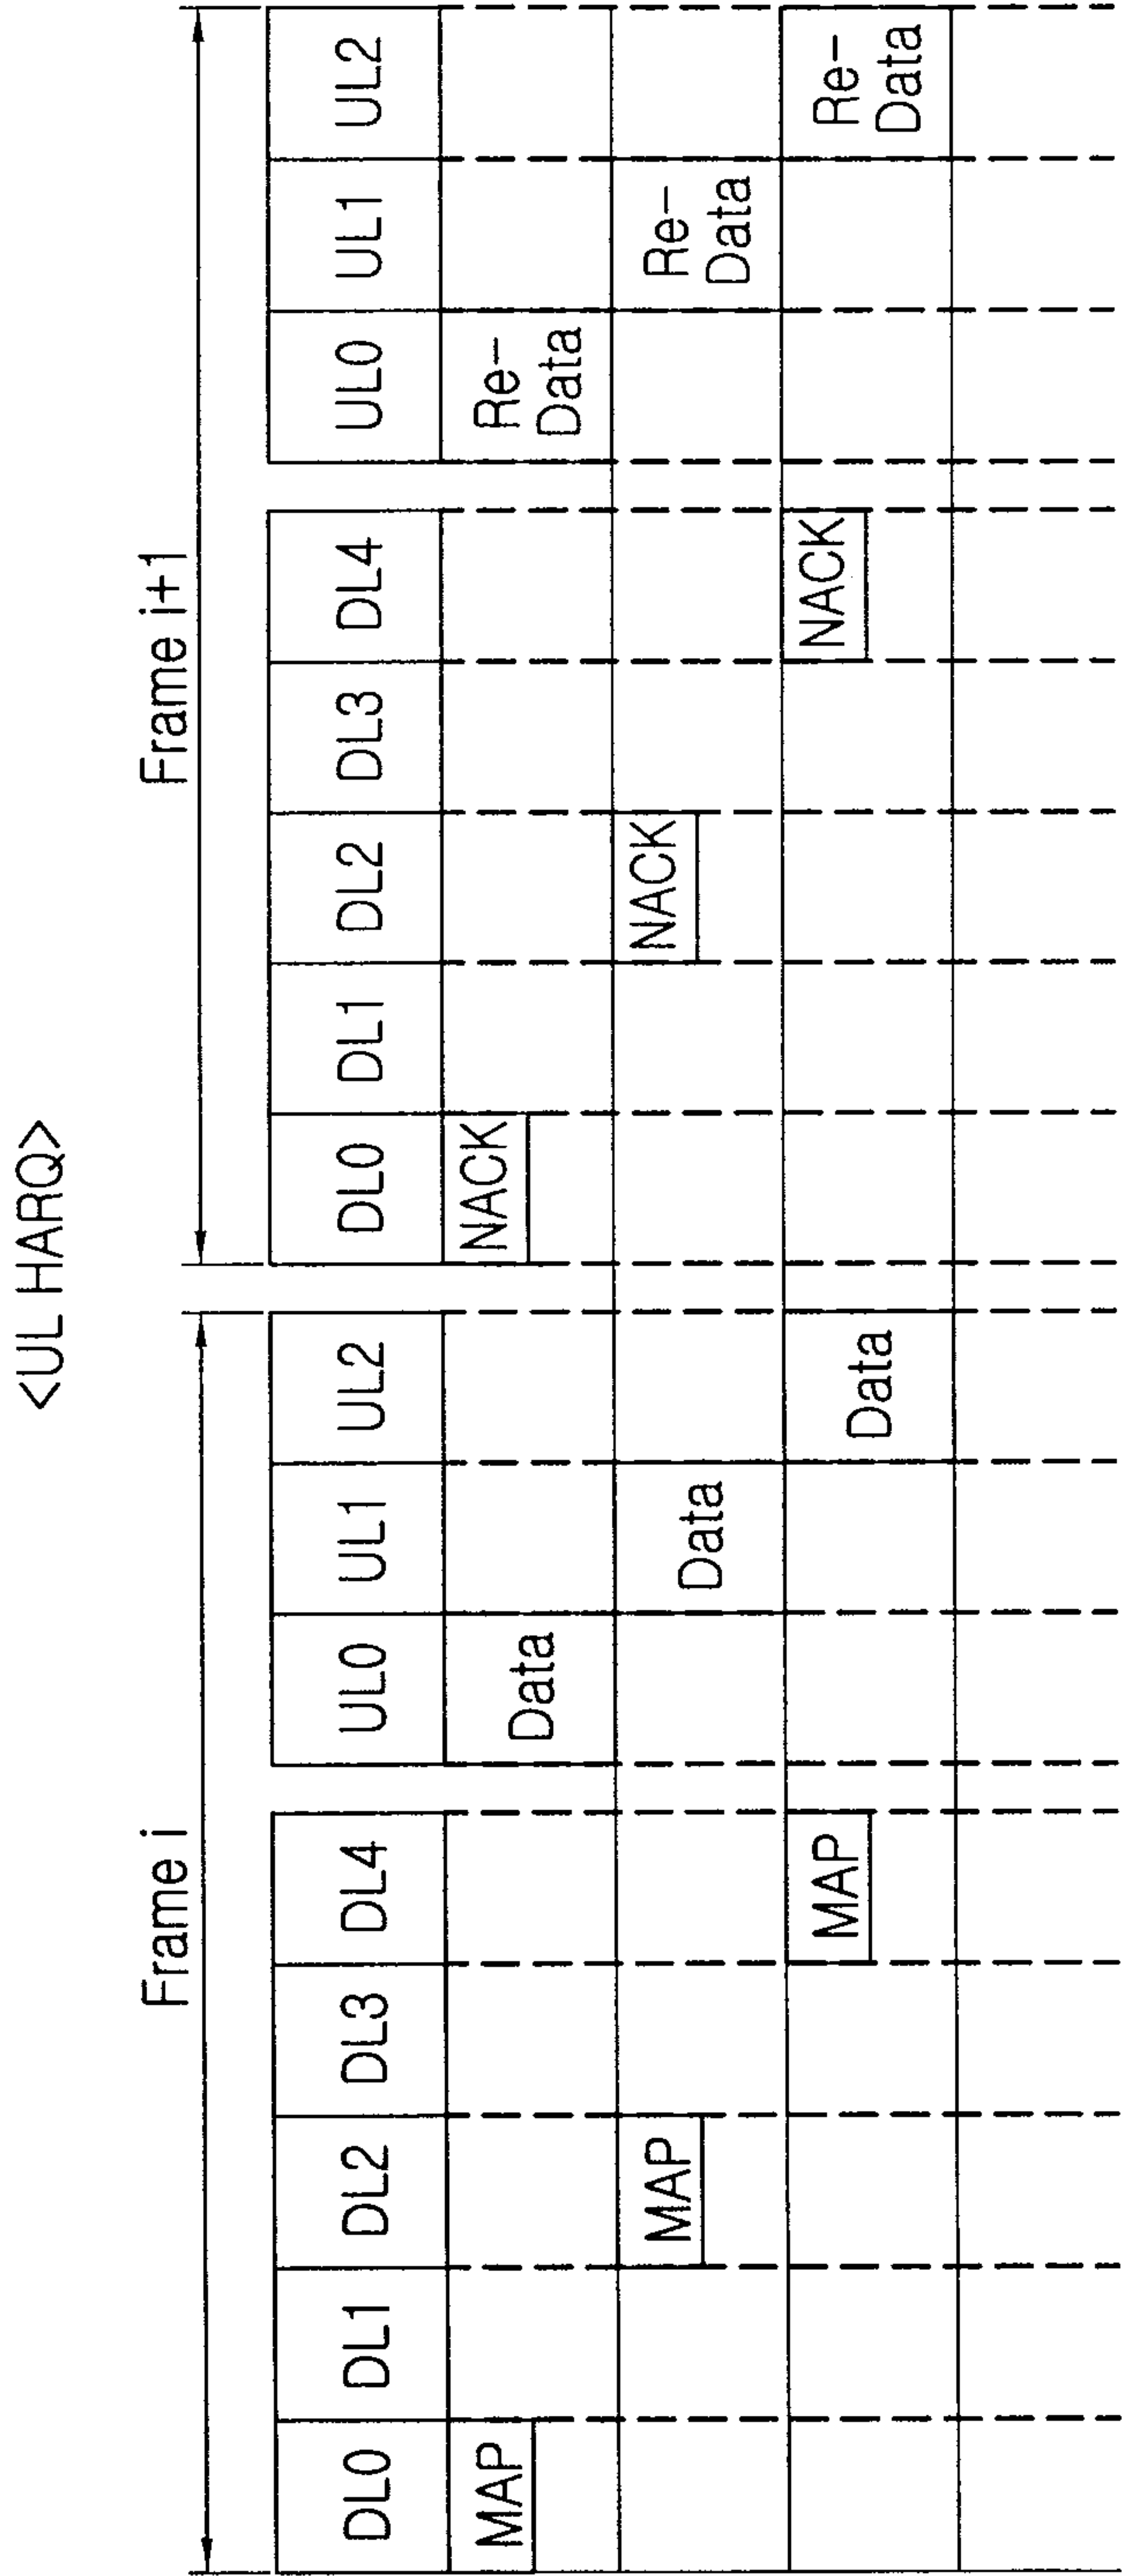 <UL HARQ>
Frame i Frame i+1
DL0 DL1 DL2 DL3 DL4 UL0 UL1 UL2 DL0 DL1 DL2 DL3 DL4 UL0 UL1 UL2
MAP Data NACK Re-
Data
MAP Data NACK Re-
Data
MAP Data NACK Re-
Data